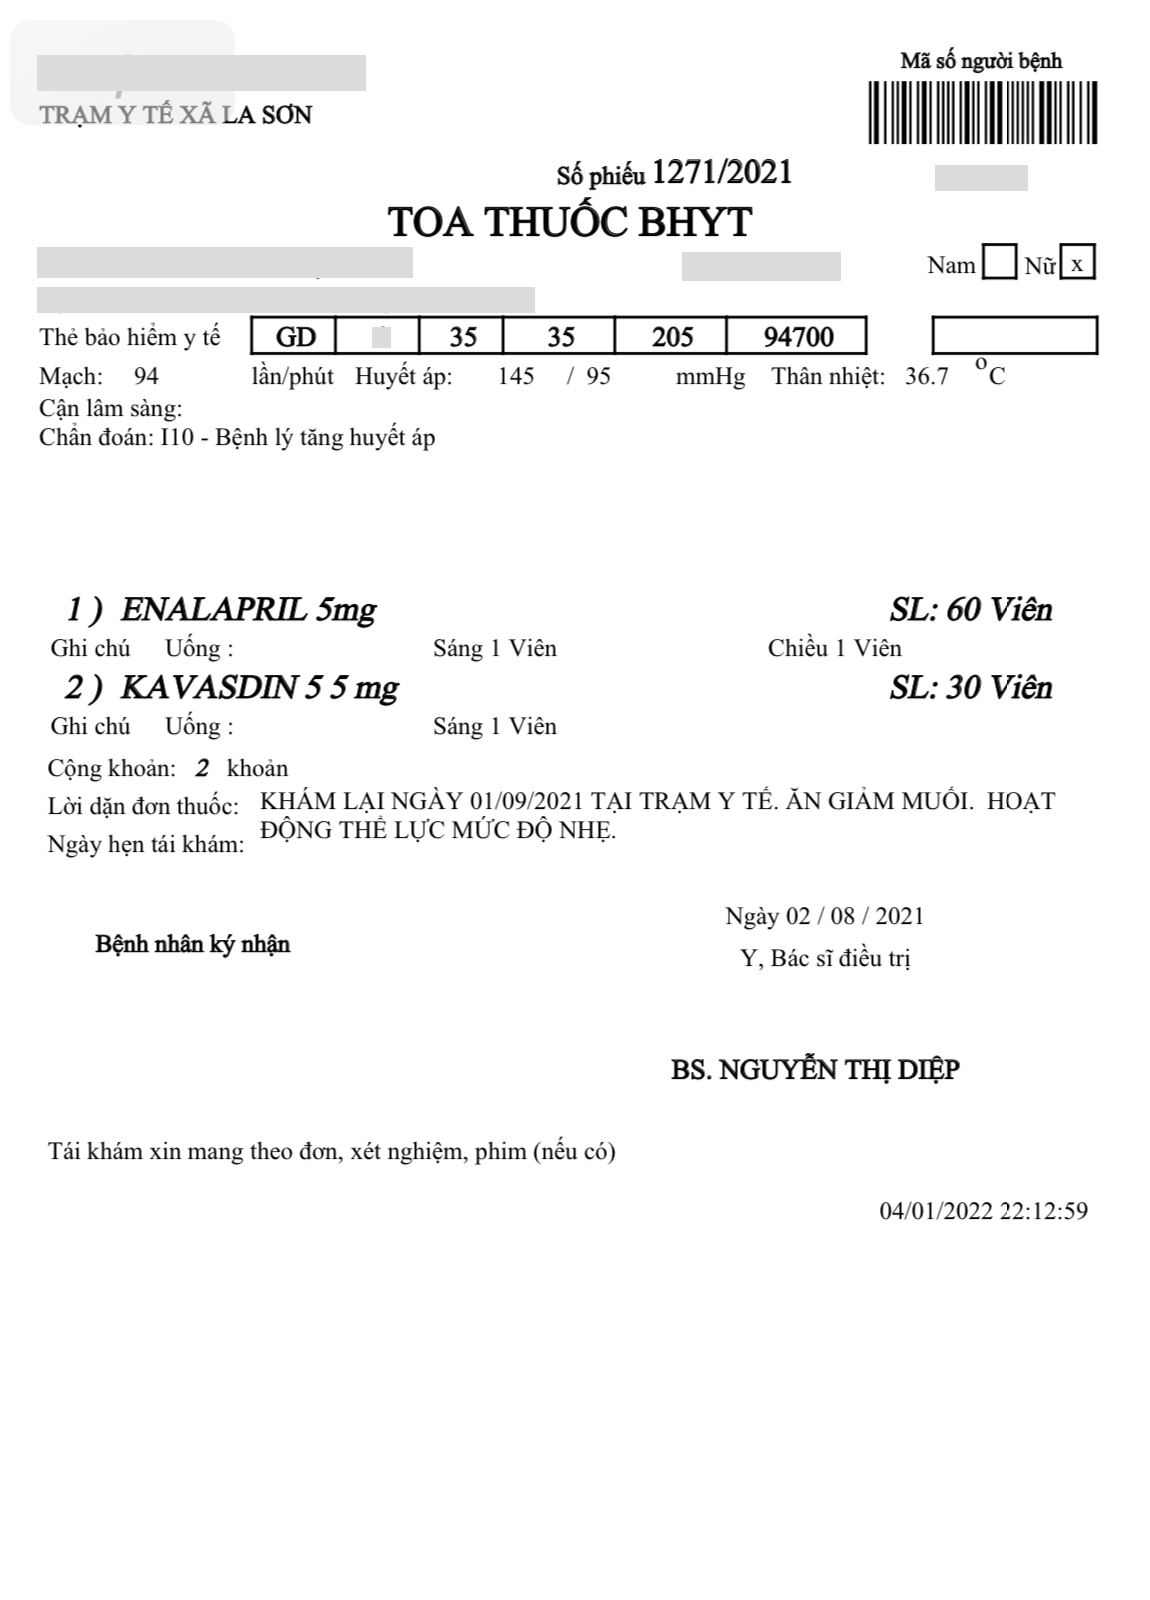 Mã số người bệnh
TRẠM Y TẾ XÃ LA SƠN
Số phiếu 1271/2021
TOA THUỐC BHYT
Nam Nữ x
Thẻ bảo hiểm y tế GD 35 35 205 94700
Mạch: 94 lần/phút Huyết áp: 145 / 95 mmHg Thân nhiệt: 36.7 °C
Cận lâm sàng:
Chẩn đoán: I10 - Bệnh lý tăng huyết áp
1 ) ENALAPRIL 5mg SL: 60 Viên
Ghi chú Uống : Sáng 1 Viên Chiều 1 Viên
2 ) KAVASDIN 5 5 mg SL: 30 Viên
Ghi chú Uống : Sáng 1 Viên
Cộng khoản: 2 khoản
Lời dặn đơn thuốc: KHÁM LẠI NGÀY 01/09/2021 TẠI TRẠM Y TẾ. ĂN GIẢM MUỐI. HOẠT
ĐỘNG THỂ LỰC MỨC ĐỘ NHẸ.
Ngày hẹn tái khám:
Ngày 02 / 08 / 2021
Bệnh nhân ký nhận
Y, Bác sĩ điều trị
BS. NGUYỄN THỊ DIỆP
Tái khám xin mang theo đơn, xét nghiệm, phim (nếu có)
04/01/2022 22:12:59